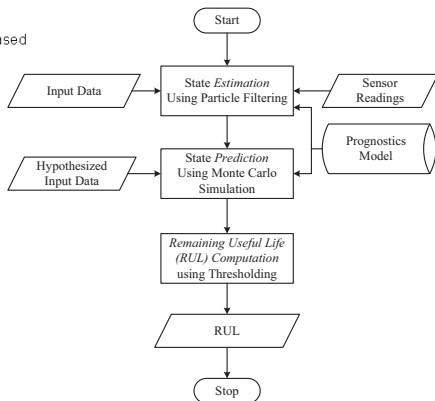 Start
ased
Input Data
State Estimation
Using Particle Filtering
Sensor
Readings
Prognostics
Model
Hypothesized
Input Data
State Prediction
Using Monte Carlo
Simulation
Remaining Useful Life
(RUL) Computation
using Thresholding
RUL
Stop